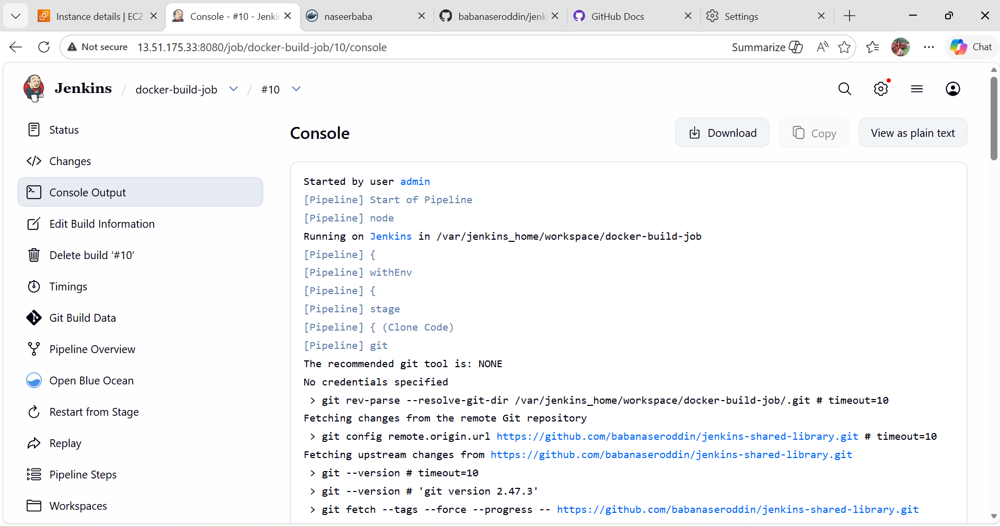 Instance details | EC2
Console - #10 - Jenkin
naseerbaba
babanaseroddin/jenki
GitHub Docs
Settings
Not secure 13.51.175.33:8080/job/docker-build-job/10/console
Summarize
Chat
Jenkins / docker-build-job / #10
Status
Changes
Console Output
Edit Build Information
Delete build ‘#10’
Timings
Git Build Data
Pipeline Overview
Open Blue Ocean
Restart from Stage
Replay
Pipeline Steps
Workspaces
Console
Download
Copy
View as plain text
Started by user admin
[Pipeline] Start of Pipeline
[Pipeline] node
Running on Jenkins in /var/jenkins_home/workspace/docker-build-job
[Pipeline] {
[Pipeline] withEnv
[Pipeline] {
[Pipeline] stage
[Pipeline] { (Clone Code)
[Pipeline] git
The recommended git tool is: NONE
No credentials specified
> git rev-parse --resolve-git-dir /var/jenkins_home/workspace/docker-build-job/.git # timeout=10
Fetching changes from the remote Git repository
> git config remote.origin.url https://github.com/babanaseroddin/jenkins-shared-library.git # timeout=10
Fetching upstream changes from https://github.com/babanaseroddin/jenkins-shared-library.git
> git --version # timeout=10
> git --version # 'git version 2.47.3'
> git fetch --tags --force --progress -- https://github.com/babanaseroddin/jenkins-shared-library.git